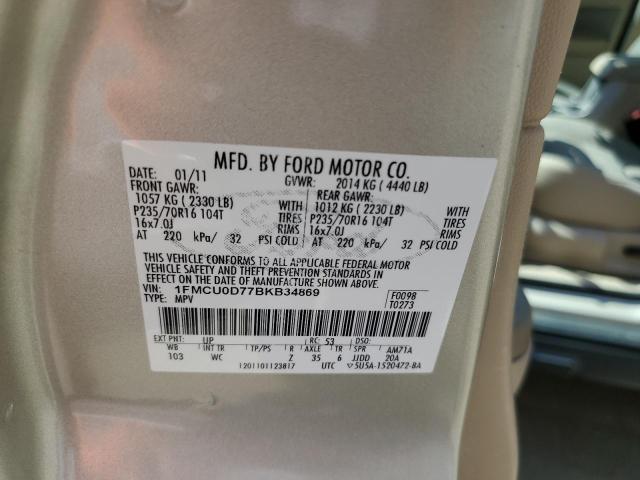 MFD. BY FORD MOTOR CO.
DATE: 01/11 GVWR: 2014 KG ( 4440 LB)
FRONT GAWR: REAR GAWR:
1057 KG ( 2330 LB) WITH 1012 KG ( 2230 LB) WITH
P235/70R16 104T TIRES P235/70R16 104T TIRES
16x7.0J RIMS 16x7.0J RIMS
AT 220 kPa/ 32 PSI COLD AT 220 kPa/ 32 PSI COLD
THIS VEHICLE CONFORMS TO ALL APPLICABLE FEDERAL MOTOR
VEHICLE SAFETY AND THEFT PREVENTION STANDARDS IN
EFFECT ON THE DATE OF MANUFACTURE SHOWN ABOVE.
VIN: 1FMCU0D77BKB34869 F0098
TYPE: MPV T0273
EXT PNT: UP RC: 53 DSO:
WB INT TR TP/PS R AXLE TR SPR AM71A
103 WC Z 35 6 JJDD 20A
1201101123817 UTC 5U5A-1520472-BA